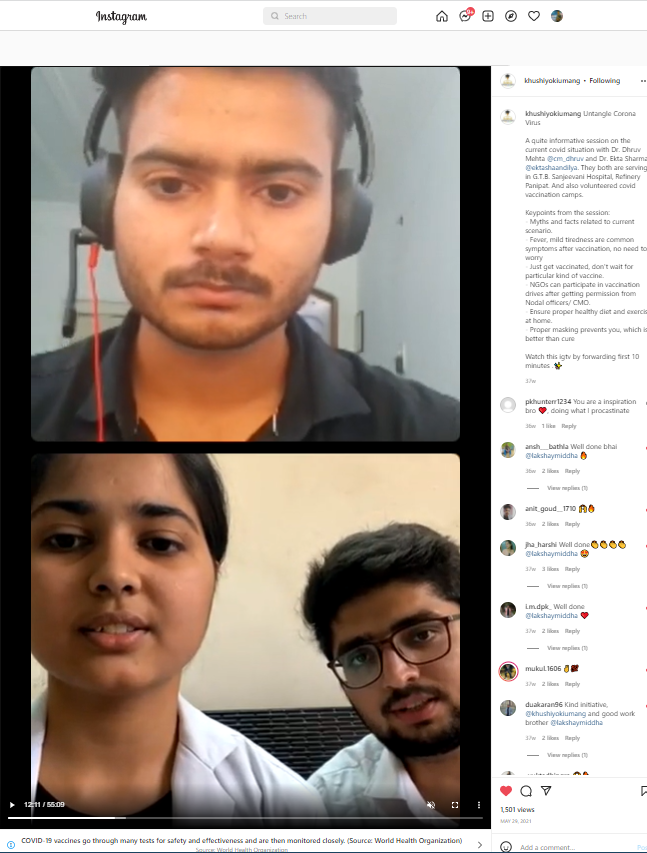 Instagram
Search
9+
khushiyokiumang • Following
khushiyokiumang Untangle Corona
Virus
A quite informative session on the
current covid situation with Dr. Dhruv
Mehta @cm_dhruv and Dr. Ekta Sharma
@ektashaandilya. They both are serving
in G.T.B. Sanjeevani Hospital, Refinery
Panipat. And also volunteered covid
vaccination camps.
Keypoints from the session:
· Myths and facts related to current
scenario.
· Fever, mild tiredness are common
symptoms after vaccination, no need to
worry
· Just get vaccinated, don't wait for
particular kind of vaccine.
· NGOs can participate in vaccination
drives after getting permission from
Nodal officers/ CMO.
· Ensure proper healthy diet and exercis
at home.
· Proper masking prevents you, which is
better than cure
Watch this igtv by forwarding first 10
minutes
37w
pkhunterr1234 You are a inspiration
bro ❤️, doing what I procastinate
36w 1 like Reply
ansh__bathla Well done bhai
@lakshaymiddha 🔥
36w 2 likes Reply
View replies (1)
anit_goud__1710
36w 2 likes Reply
jha_harshi Well done👏👏👏👏
@lakshaymiddha 🤩
37w 3 likes Reply
View replies (1)
i.m.dpk_ Well done
@lakshaymiddha ❤️
37w 2 likes Reply
View replies (1)
mukul.1606
37w 2 likes Reply
duakaran96 Kind initiative,
@khushiyokiumang and good work
brother @lakshaymiddha
37w 2 likes Reply
View replies (1)
12:11 / 55:09
1,501 views
MAY 29, 2021
COVID-19 vaccines go through many tests for safety and effectiveness and are then monitored closely. (Source: World Health Organization)
Source: World Health Organization
Add a comment...